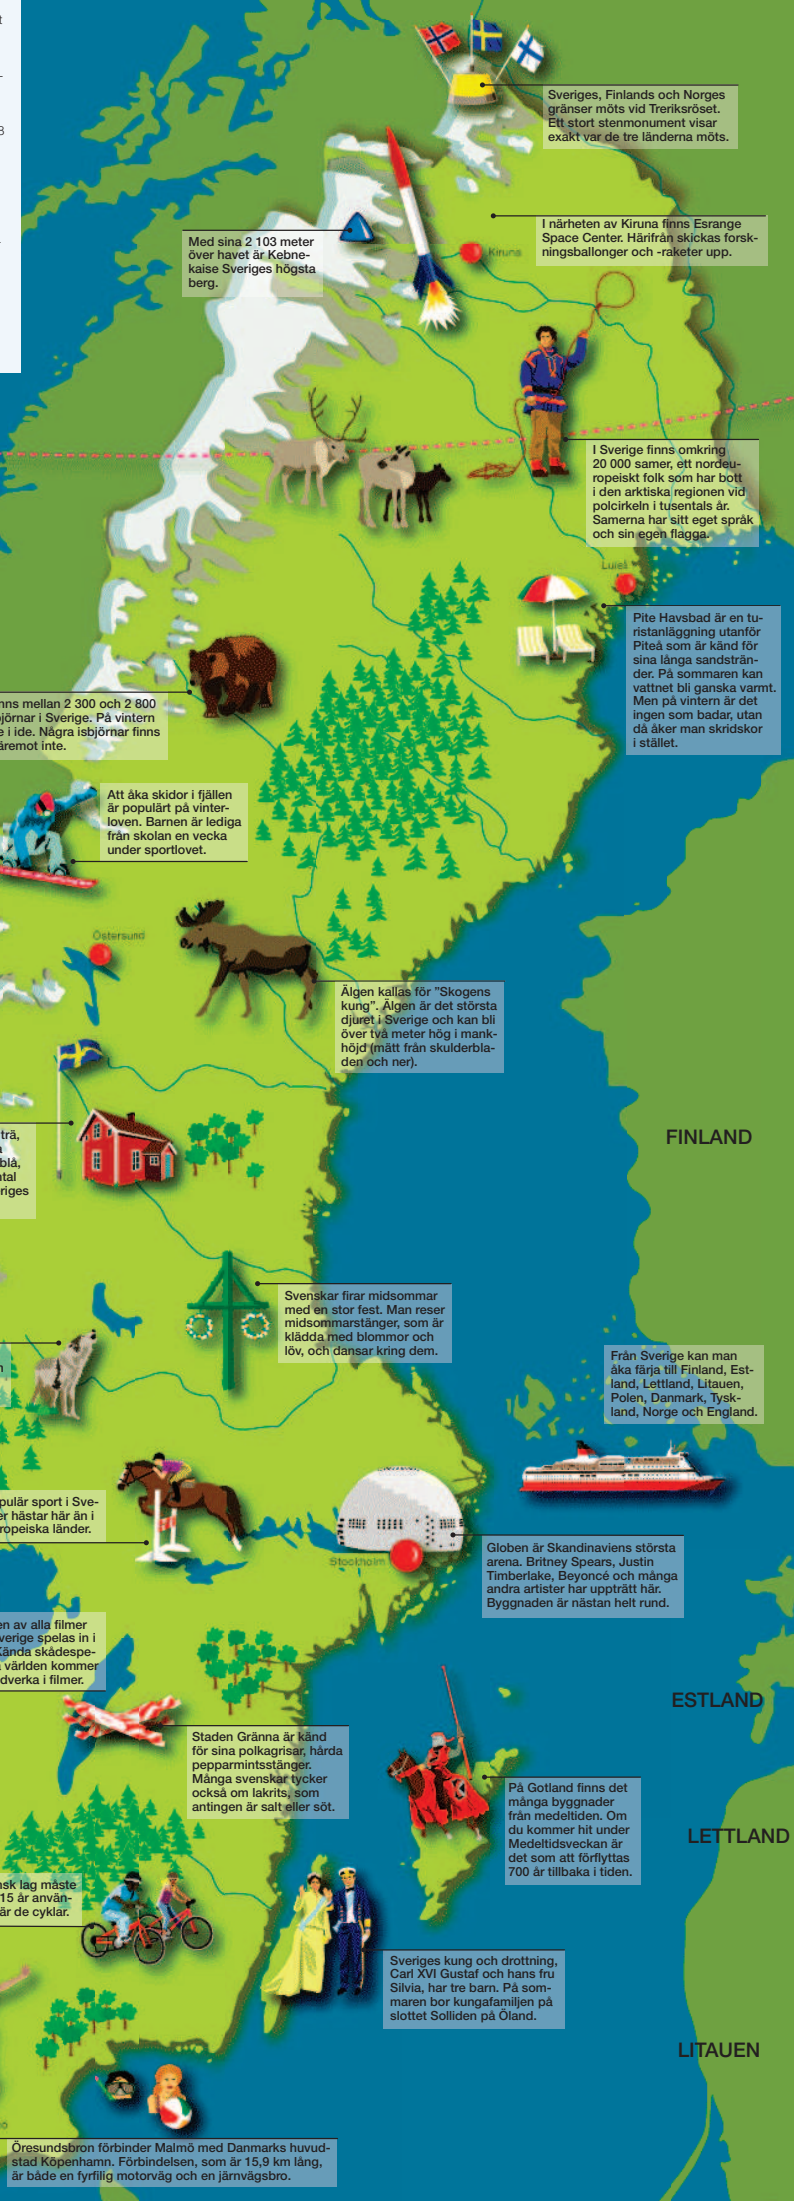 Sveriges, Finlands och Norges
gränser möts vid Treriksröset.
Ett stort stenmonument visar
exakt var de tre länderna möts.
I närheten av Kiruna finns Esrange
Space Center. Härifrån skickas forsk-
ningsballonger och -raketer upp.
Med sina 2 103 meter
över havet är Kebne-
kaise Sveriges högsta
berg.
Kiruna
I Sverige finns omkring
20 000 samer, ett nordeu-
ropeiskt folk som har bott
i den arktiska regionen vid
polcirkeln i tusentals år.
Samerna har sitt eget språk
och sin egen flagga.
Luleå
Pite Havsbad är en tu-
ristanläggning utanför
Piteå som är känd för
sina långa sandsträn-
der. På sommaren kan
vattnet bli ganska varmt.
Men på vintern är det
ingen som badar, utan
då åker man skridskor
i stället.
nns mellan 2 300 och 2 800
björnar i Sverige. På vintern
e i ide. Några isbjörnar finns
äremot inte.
Att åka skidor i fjällen
är populärt på vinter-
loven. Barnen är lediga
från skolan en vecka
under sportlovet.
Östersund
Älgen kallas för ”Skogens
kung”. Älgen är det största
djuret i Sverige och kan bli
över två meter hög i mank-
höjd (mätt från skulderbla-
den och ner).
FINLAND
trä,
blå,
ntal
riges
Svenskar firar midsommar
med en stor fest. Man reser
midsommarstänger, som är
klädda med blommor och
löv, och dansar kring dem.
Från Sverige kan man
åka färja till Finland, Est-
land, Lettland, Litauen,
Polen, Danmark, Tysk-
land, Norge och England.
pulär sport i Sve-
er hästar här än i
ropeiska länder.
Globen är Skandinaviens största
arena. Britney Spears, Justin
Timberlake, Beyoncé och många
andra artister har uppträtt här.
Byggnaden är nästan helt rund.
Stockholm
en av alla filmer
verige spelas in i
Kända skådespe-
a världen kommer
dverka i filmer.
ESTLAND
Staden Gränna är känd
för sina polkagrisar, hårda
pepparmintsstänger.
Många svenskar tycker
också om lakrits, som
antingen är salt eller söt.
På Gotland finns det
många byggnader
från medeltiden. Om
du kommer hit under
Medeltidsveckan är
det som att förflyttas
700 år tillbaka i tiden.
LETTLAND
nsk lag måste
15 år använ-
är de cyklar.
Sveriges kung och drottning,
Carl XVI Gustaf och hans fru
Silvia, har tre barn. På som-
maren bor kungafamiljen på
slottet Solliden på Öland.
LITAUEN
Öresundsbron förbinder Malmö med Danmarks huvud-
stad Köpenhamn. Förbindelsen, som är 15,9 km lång,
är både en fyrfilig motorväg och en järnvägsbro.